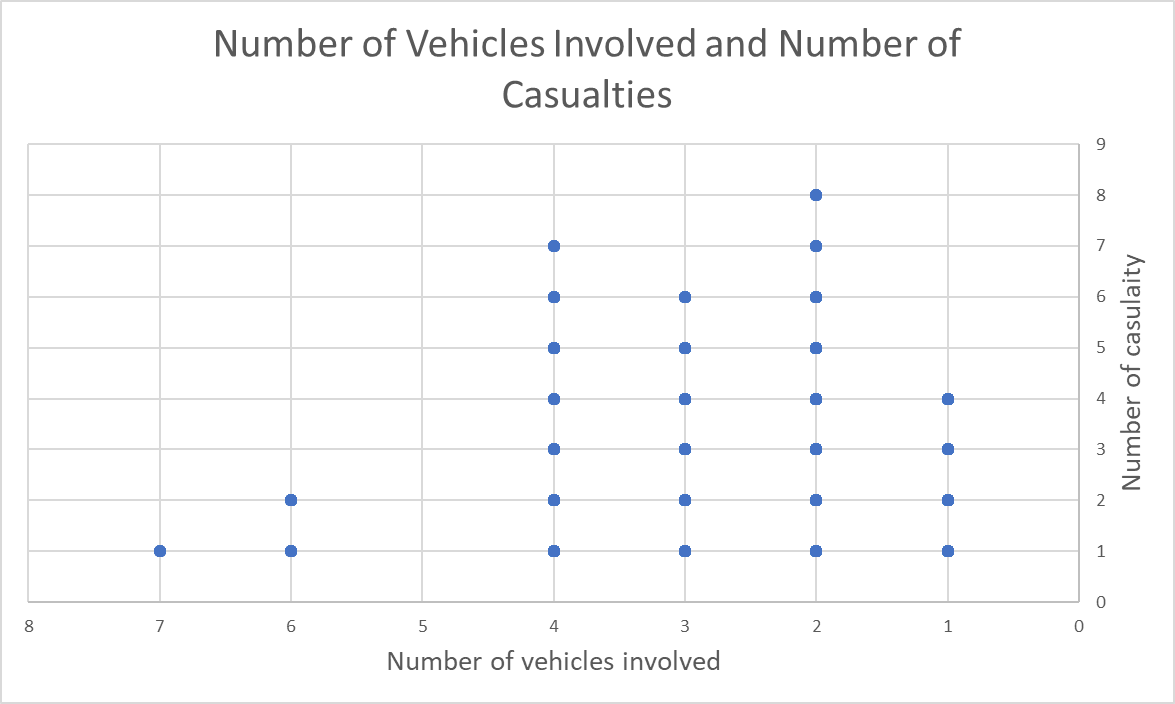 Number of Vehicles Involved and Number of
Casualties
9
8
7
6
5
4
3
2
1
0
Number of casulaity
8 7 6 5 4 3 2 1 0
Number of vehicles involved